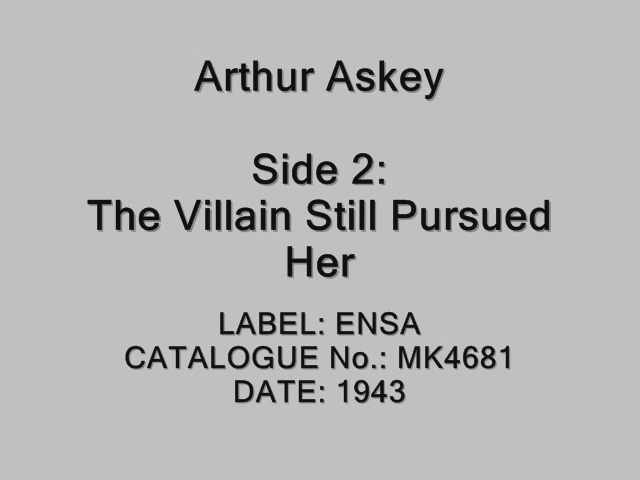 Arthur Askey
Side 2:
The Villain Still Pursued
Her
LABEL: ENSA
CATALOGUE No.: MK4681
DATE: 1943